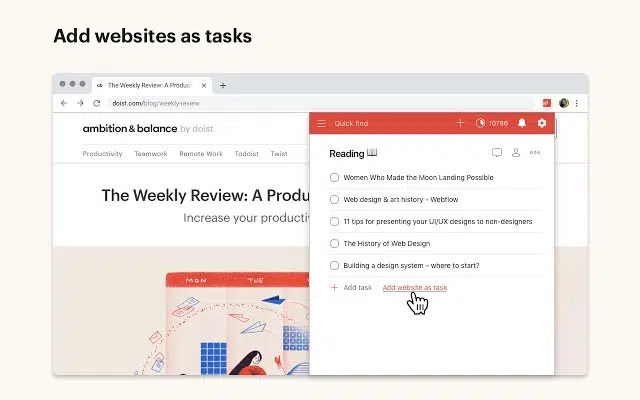 Add websites as tasks
The Weekly Review: A Product
doist.com/blog/weekly-review
ambition & balance by doist
Productivity Teamwork Remote Work Todoist Twist
The Weekly Review: A Produ
Increase your productiv
MON TUE
Quick find
10796
Reading 📖
Women Who Made the Moon Landing Possible
Web design & art history - Webflow
11 tips for presenting your UI/UX designs to non-designers
The History of Web Design
Building a design system – where to start?
+ Add task Add website as task